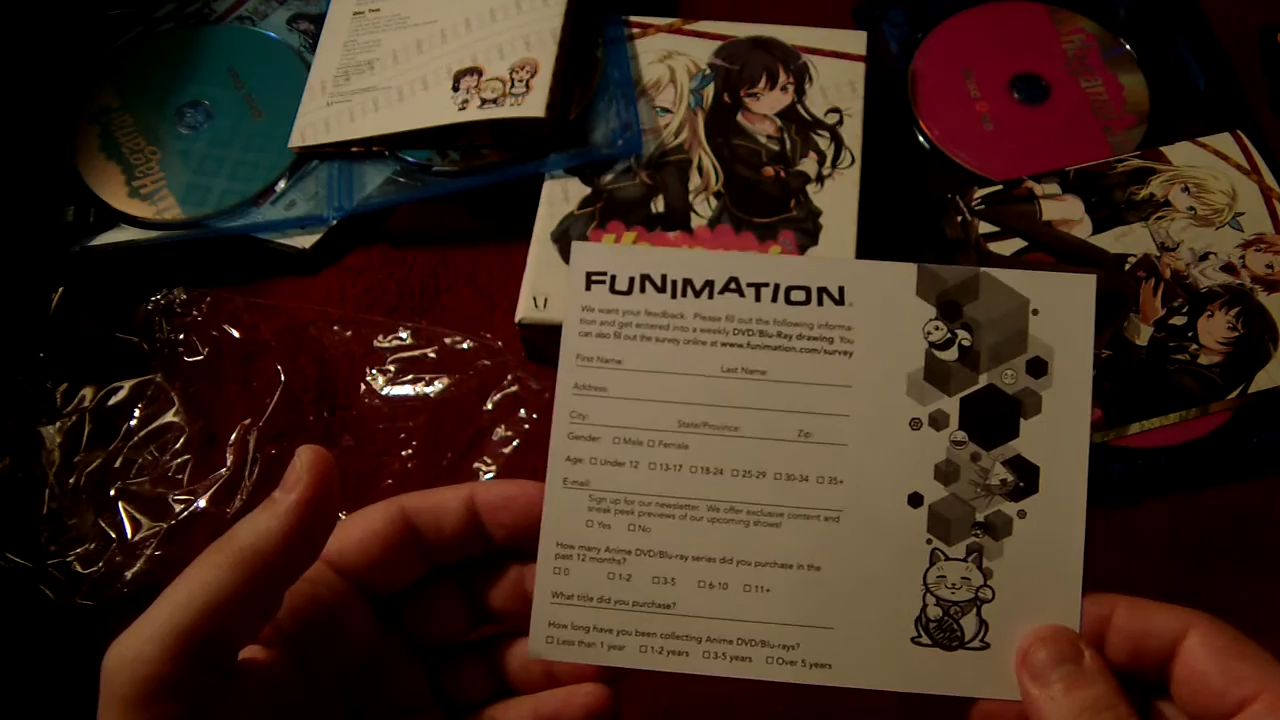 Disc One
Haganai
Disc One
Haganai
FUNIMATION
We want your feedback. Please fill out the following informa-
tion and get entered into a weekly DVD/Blu-Ray drawing. You
can also fill out the survey online at www.funimation.com/survey
First Name: Last Name:
Address:
City: State/Province: Zip:
Gender: Male Female
Age: Under 12 13-17 18-24 25-29 30-34 35+
E-mail:
Sign up for our newsletter. We offer exclusive content and
sneak peek previews of our upcoming shows!
Yes No
How many Anime DVD/Blu-ray series did you purchase in the
past 12 months?
0 1-2 3-5 6-10 11+
What title did you purchase?
How long have you been collecting Anime DVD/Blu-rays?
Less than 1 year 1-2 years 3-5 years Over 5 years